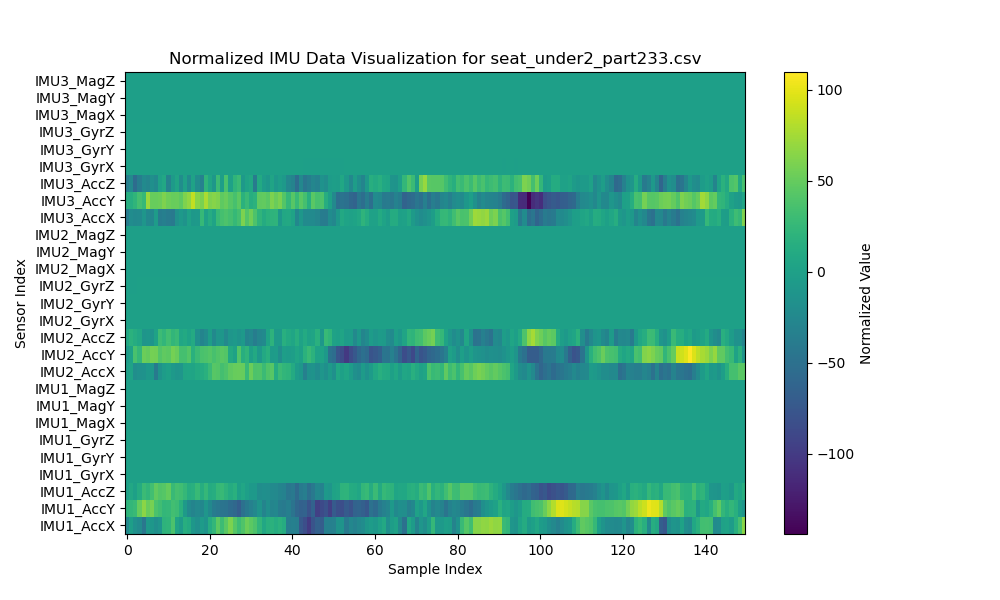 Normalized IMU Data Visualization for seat_under2_part233.csv
IMU3_MagZ
IMU3_MagY
IMU3_MagX
IMU3_GyrZ
IMU3_GyrY
IMU3_GyrX
IMU3_AccZ
IMU3_AccY
IMU3_AccX
IMU2_MagZ
IMU2_MagY
IMU2_MagX
IMU2_GyrZ
IMU2_GyrY
IMU2_GyrX
IMU2_AccZ
IMU2_AccY
IMU2_AccX
IMU1_MagZ
IMU1_MagY
IMU1_MagX
IMU1_GyrZ
IMU1_GyrY
IMU1_GyrX
IMU1_AccZ
IMU1_AccY
IMU1_AccX
Sensor Index
0 20 40 60 80 100 120 140
Sample Index
100
50
0
−50
−100
Normalized Value